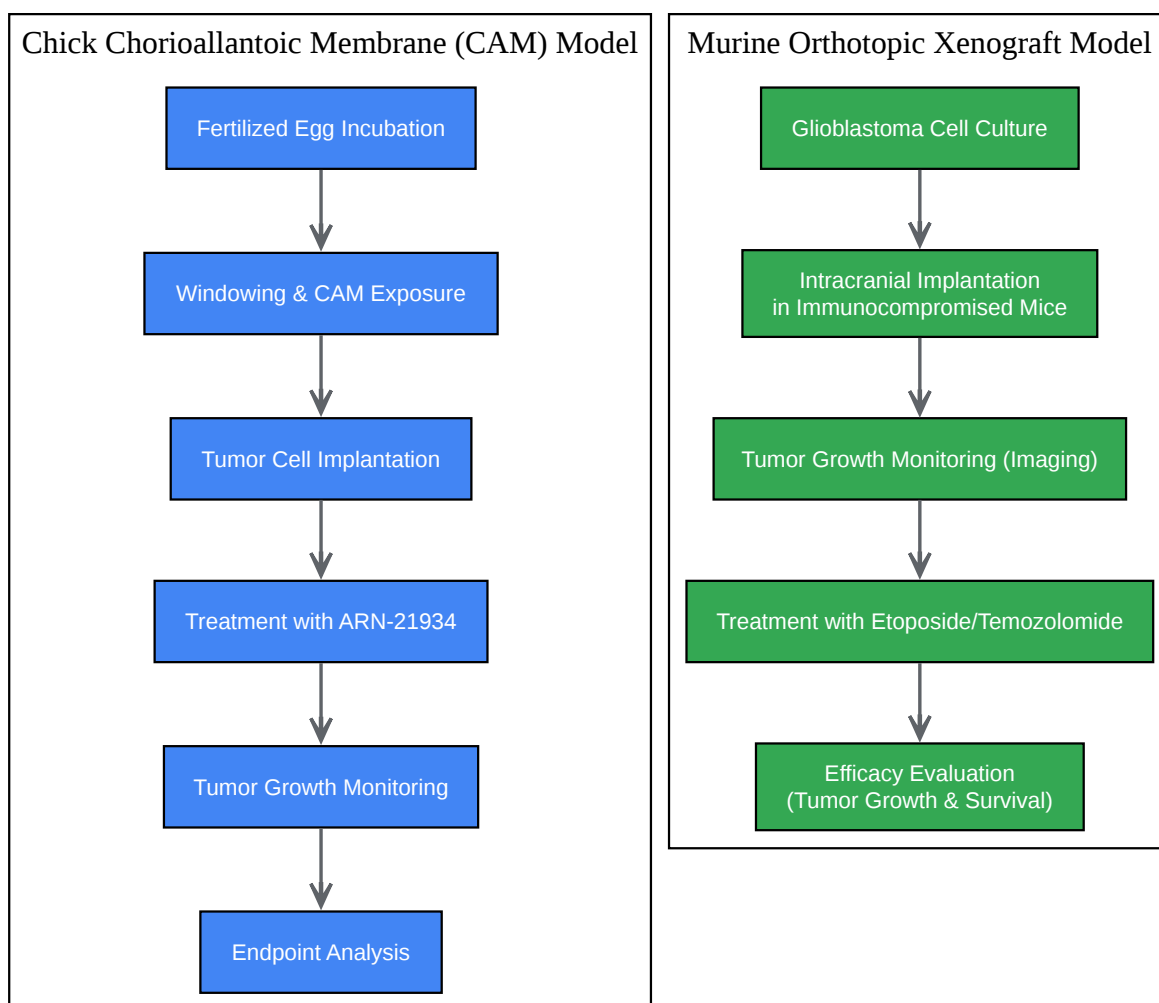 Chick Chorioallantoic Membrane (CAM) Model
Fertilized Egg Incubation
Windowing & CAM Exposure
Tumor Cell Implantation
Treatment with ARN-21934
Tumor Growth Monitoring
Endpoint Analysis
Murine Orthotopic Xenograft Model
Glioblastoma Cell Culture
Intracranial Implantation
in Immunocompromised Mice
Tumor Growth Monitoring (Imaging)
Treatment with Etoposide/Temozolomide
Efficacy Evaluation
(Tumor Growth & Survival)